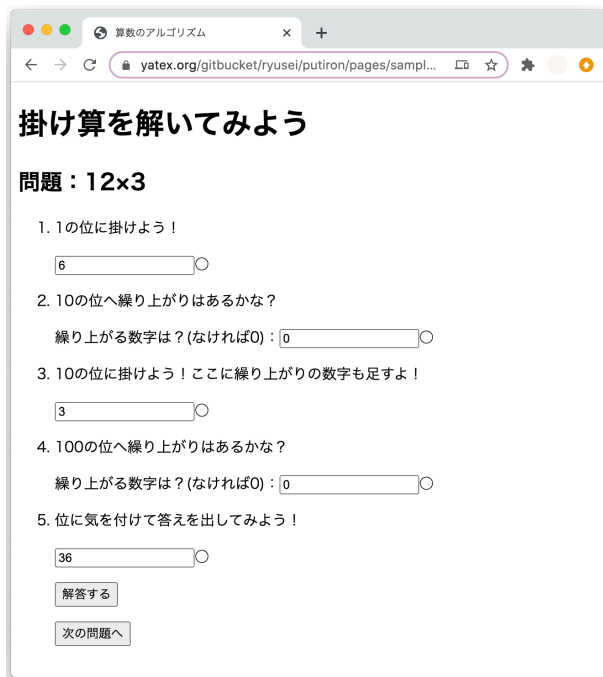 算数のアルゴリズム
yatex.org/gitbucket/ryusei/putiron/pages/sampl...
掛け算を解いてみよう
問題：12×3
1. 1の位に掛けよう！
6 ○
2. 10の位へ繰り上がりはあるかな？
繰り上がる数字は？(なければ0)：0 ○
3. 10の位に掛けよう！ここに繰り上がりの数字も足すよ！
3 ○
4. 100の位へ繰り上がりはあるかな？
繰り上がる数字は？(なければ0)：0 ○
5. 位に気を付けて答えを出してみよう！
36 ○
解答する
次の問題へ